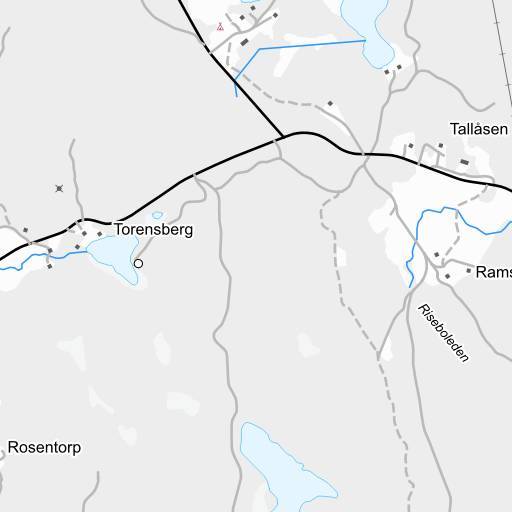 Tallåsen
Torensberg
Rams
Riseboleden
Rosentorp